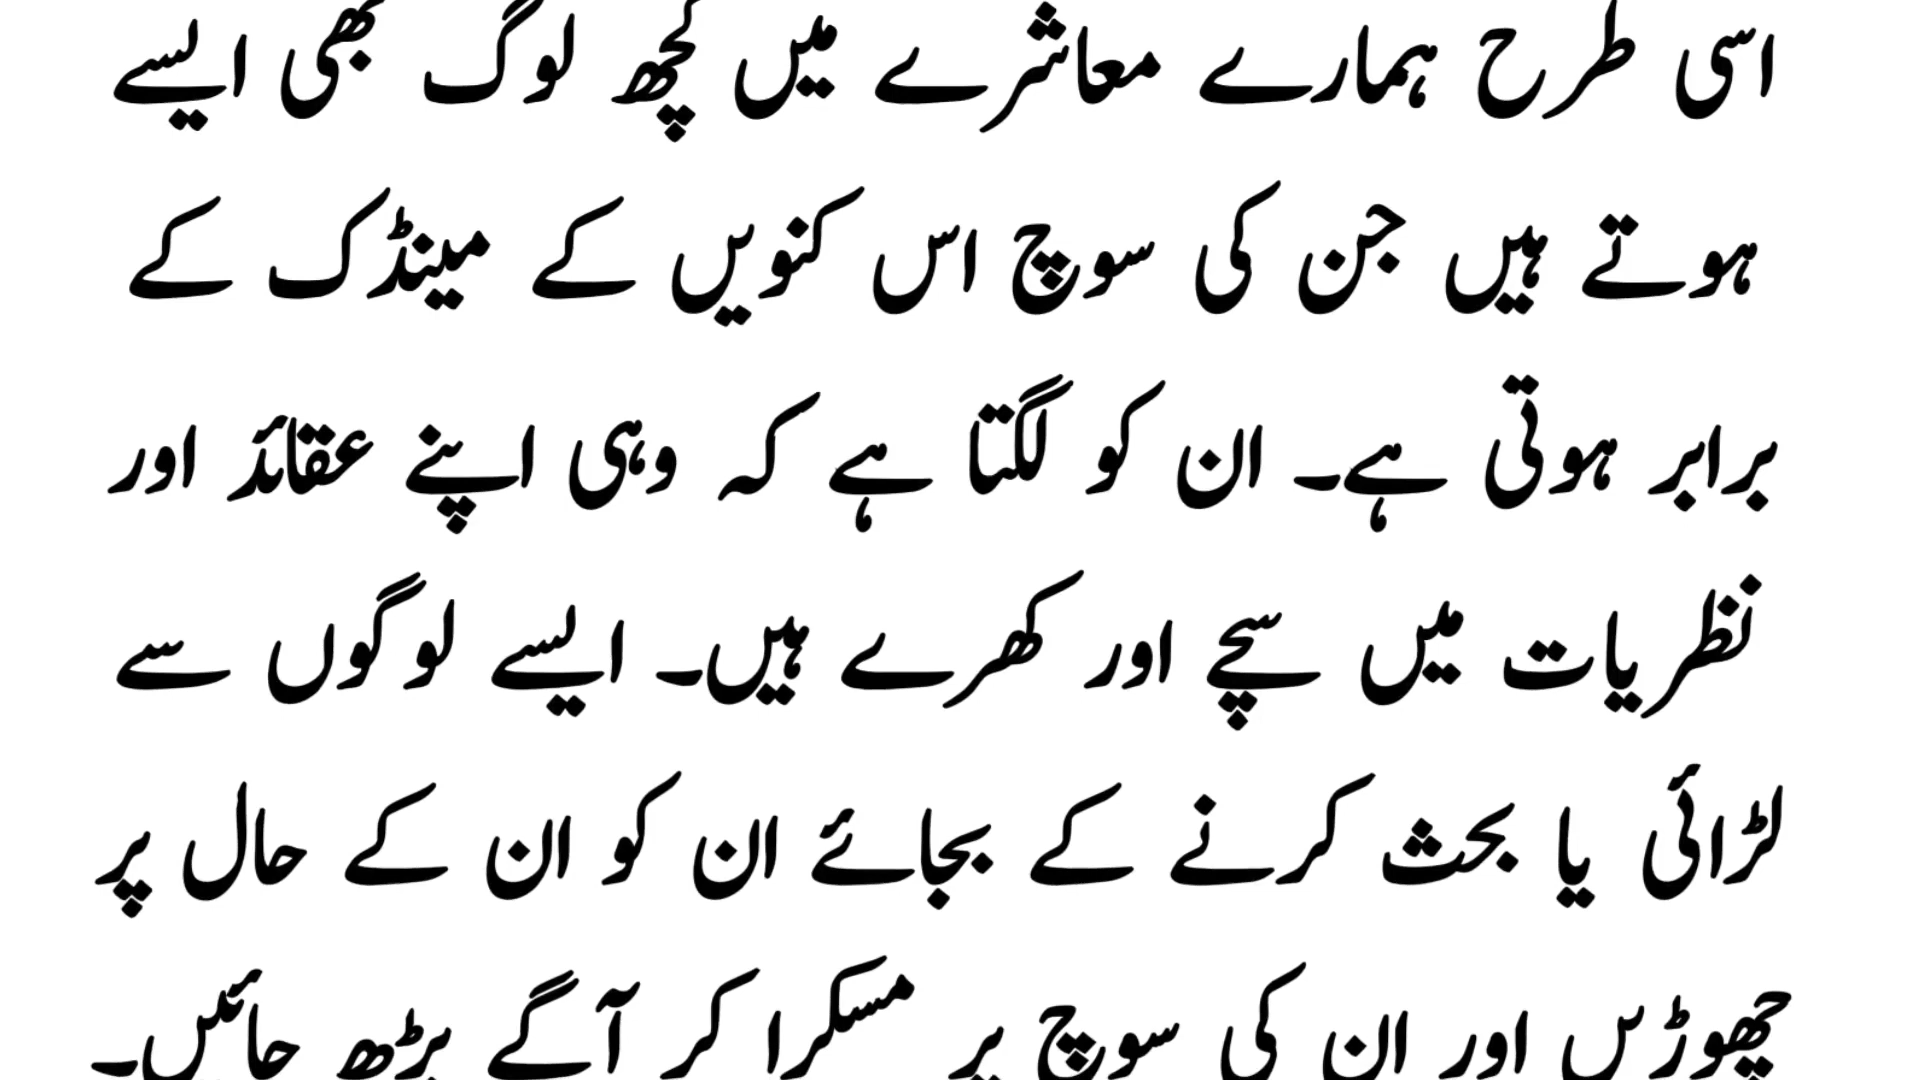 اسی طرح ہمارے معاشرے میں کچھ لوگ بھی ایسے
ہوتے ہیں جن کی سوچ اس کنویں کے مینڈک کے
برابر ہوتی ہے۔ ان کو لگتا ہے کہ وہی اپنے عقائد اور
نظریات میں سچے اور کھرے ہیں۔ ایسے لوگوں سے
لڑائی یا بحث کرنے کے بجائے ان کو ان کے حال پر
چھوڑیں اور ان کی سوچ پر مسکرا کر آگے بڑھ جائیں۔